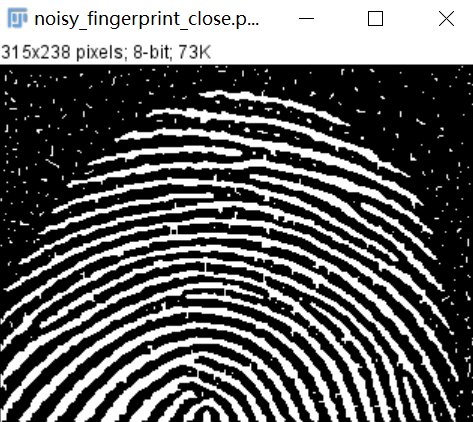 noisy_fingerprint_close.p...
315x238 pixels; 8-bit; 73K